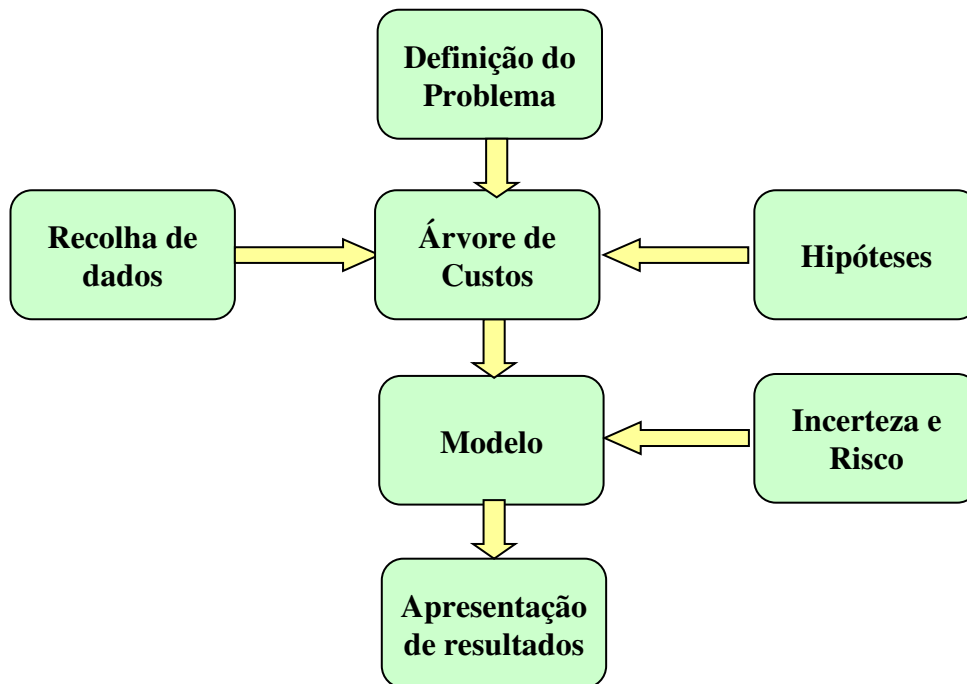 Definição do
Problema
Recolha de
dados
Árvore de
Custos
Hipóteses
Modelo
Incerteza e
Risco
Apresentação
de resultados